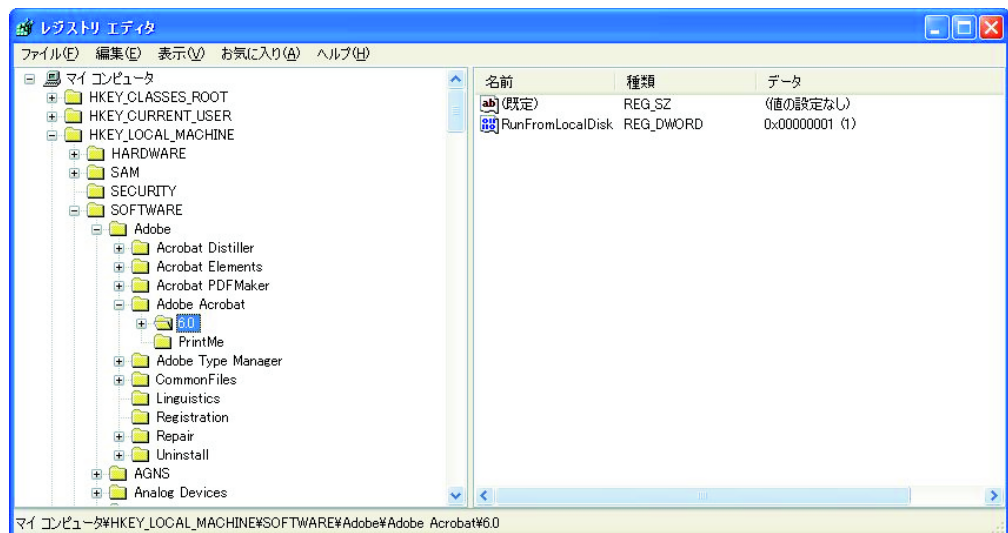 レジストリ エディタ
ファイル(F) 編集(E) 表示(V) お気に入り(A) ヘルプ(H)
マイ コンピュータ
HKEY_CLASSES_ROOT
HKEY_CURRENT_USER
HKEY_LOCAL_MACHINE
HARDWARE
SAM
SECURITY
SOFTWARE
Adobe
Acrobat Distiller
Acrobat Elements
Acrobat PDFMaker
Adobe Acrobat
6.0
PrintMe
Adobe Type Manager
CommonFiles
Linguistics
Registration
Repair
Uninstall
AGNS
Analog Devices
名前 種類 データ
(既定) REG_SZ (値の設定なし)
RunFromLocalDisk REG_DWORD 0x00000001 (1)
マイ コンピュータ¥HKEY_LOCAL_MACHINE¥SOFTWARE¥Adobe¥Adobe Acrobat¥6.0